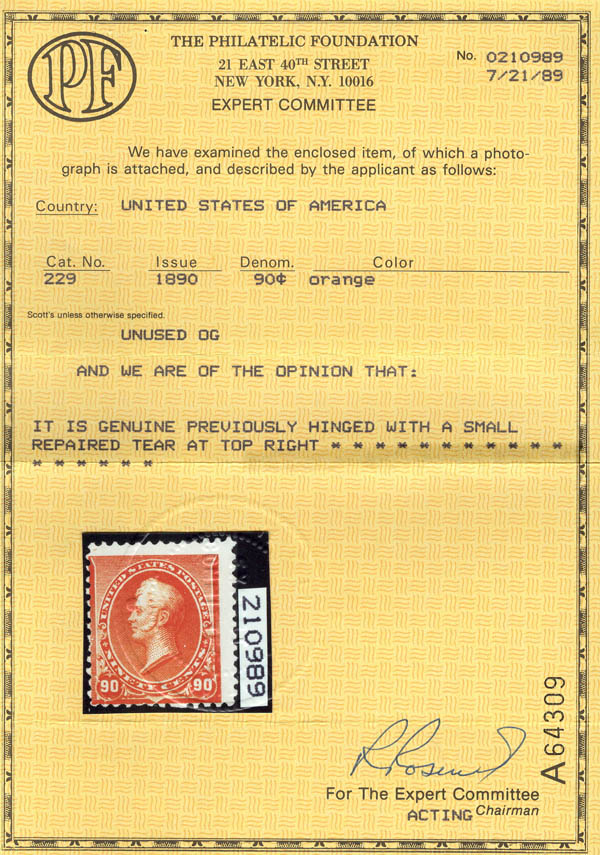 PF
THE PHILATELIC FOUNDATION
21 EAST 40TH STREET
NEW YORK, N.Y. 10016
EXPERT COMMITTEE
No. 0210989
7/21/89
We have examined the enclosed item, of which a photo-
graph is attached, and described by the applicant as follows:
Country: UNITED STATES OF AMERICA
Cat. No. Issue Denom. Color
229 1890 90¢ orange
Scott's unless otherwise specified.
UNUSED OG
AND WE ARE OF THE OPINION THAT:
IT IS GENUINE PREVIOUSLY HINGED WITH A SMALL
REPAIRED TEAR AT TOP RIGHT * * * * * * * * * * *
* * * * * *
UNITED STATES POSTAGE
NINETY CENTS
90 90
210989
A64309
For The Expert Committee
ACTING Chairman